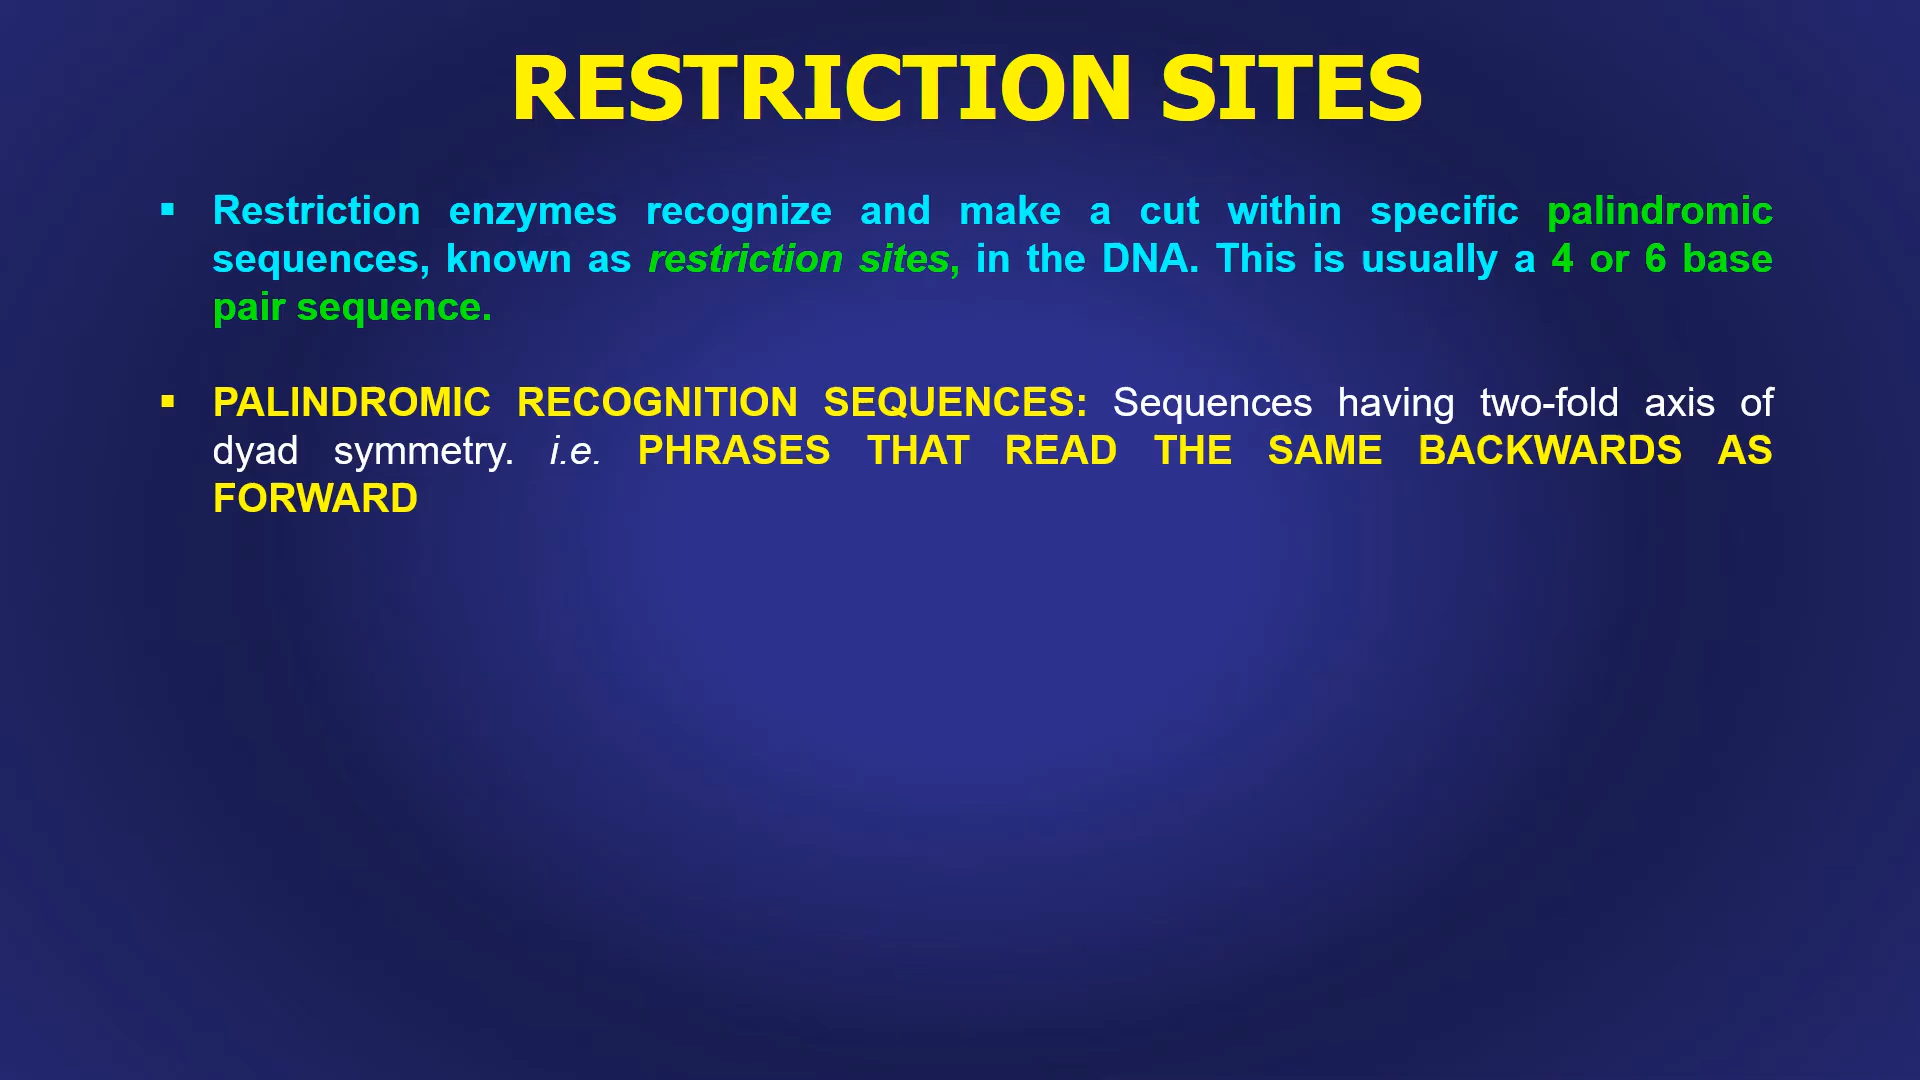 RESTRICTION SITES
▪ Restriction enzymes recognize and make a cut within specific palindromic
sequences, known as restriction sites, in the DNA. This is usually a 4 or 6 base
pair sequence.
▪ PALINDROMIC RECOGNITION SEQUENCES: Sequences having two-fold axis of
dyad symmetry. i.e. PHRASES THAT READ THE SAME BACKWARDS AS
FORWARD